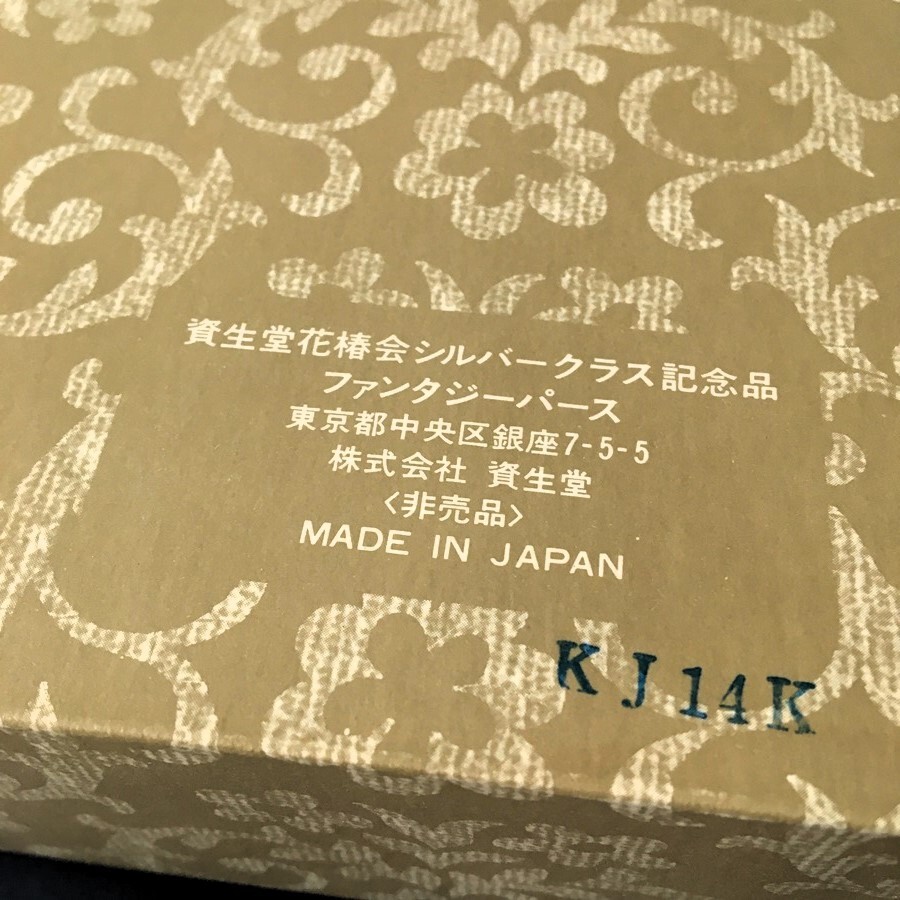 資生堂花椿会シルバークラス記念品
ファンタジーパース
東京都中央区銀座7-5-5
株式会社 資生堂
〈非売品〉
MADE IN JAPAN
KJ14K